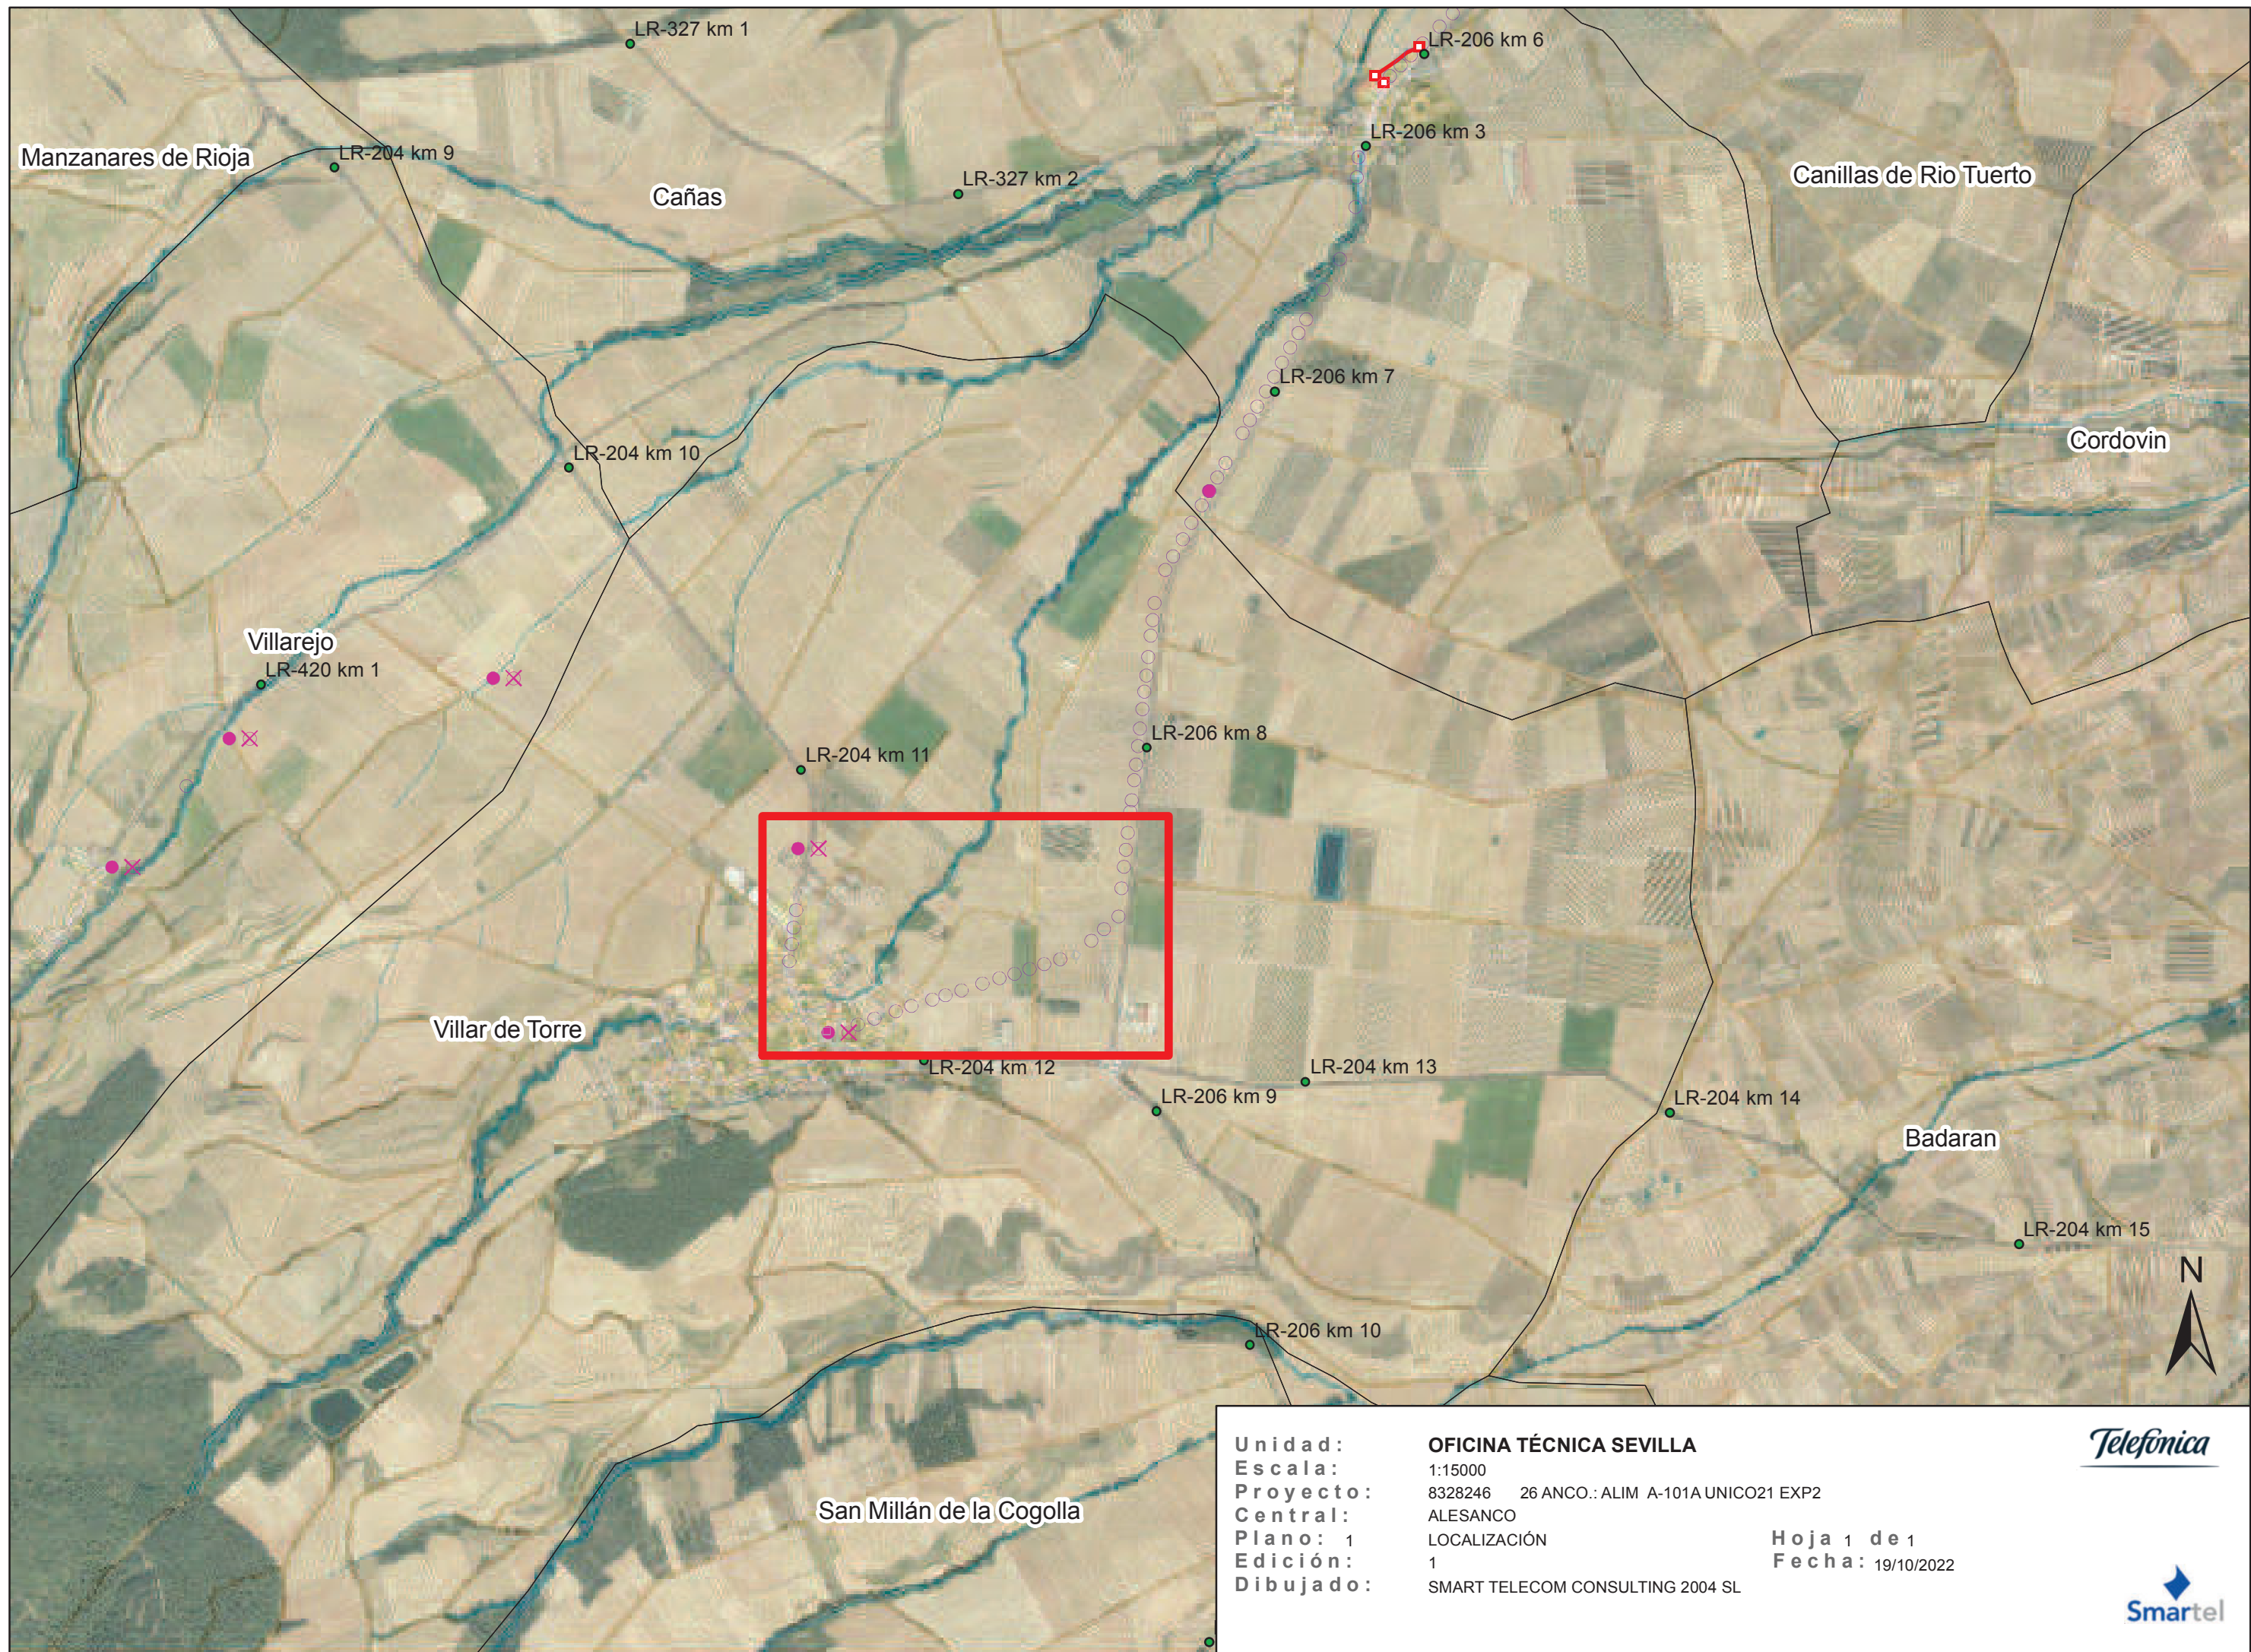 LR-327 km 1
LR-206 km 6
LR-206 km 3
Manzanares de Rioja
LR-204 km 9
LR-327 km 2
Cañas
Canillas de Rio Tuerto
LR-206 km 7
Cordovin
LR-204 km 10
Villarejo
LR-420 km 1
LR-206 km 8
LR-204 km 11
Villar de Torre
LR-204 km 12
LR-204 km 13
LR-206 km 9
LR-204 km 14
Badaran
LR-204 km 15
N
LR-206 km 10
San Millán de la Cogolla
Unidad: OFICINA TÉCNICA SEVILLA
Escala: 1:15000
Proyecto: 8328246 26 ANCO.: ALIM A-101A UNICO21 EXP2
Central: ALESANCO
Plano: 1 LOCALIZACIÓN Hoja 1 de 1
Edición: 1 Fecha: 19/10/2022
Dibujado: SMART TELECOM CONSULTING 2004 SL
Telefónica
Smartel